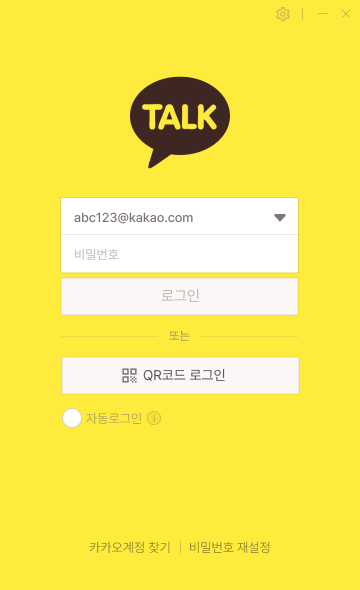 TALK
abc123@kakao.com
비밀번호
로그인
또는
QR코드 로그인
자동로그인
카카오계정 찾기 | 비밀번호 재설정